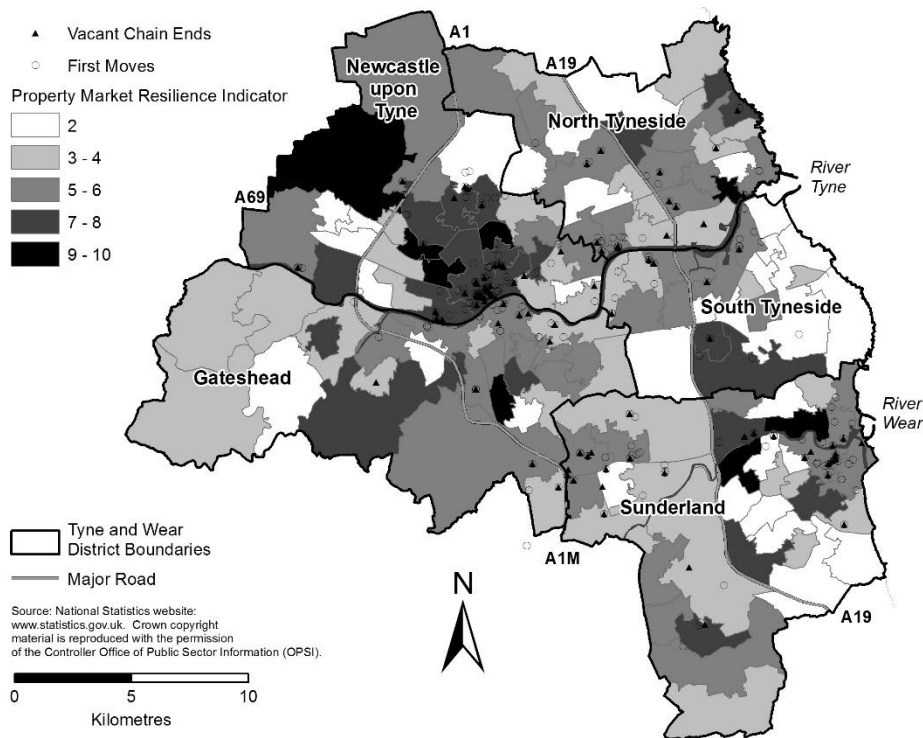 Vacant Chain Ends
First Moves
Property Market Resilience Indicator
2
3 - 4
5 - 6
7 - 8
9 - 10
A1
A19
Newcastle
upon
Tyne
North Tyneside
River
Tyne
A69
South Tyneside
Gateshead
River
Wear
Sunderland
A1M
A19
Tyne and Wear
District Boundaries
Major Road
N
Source: National Statistics website:
www.statistics.gov.uk. Crown copyright
material is reproduced with the permission
of the Controller Office of Public Sector Information (OPSI).
0 5 10
Kilometres